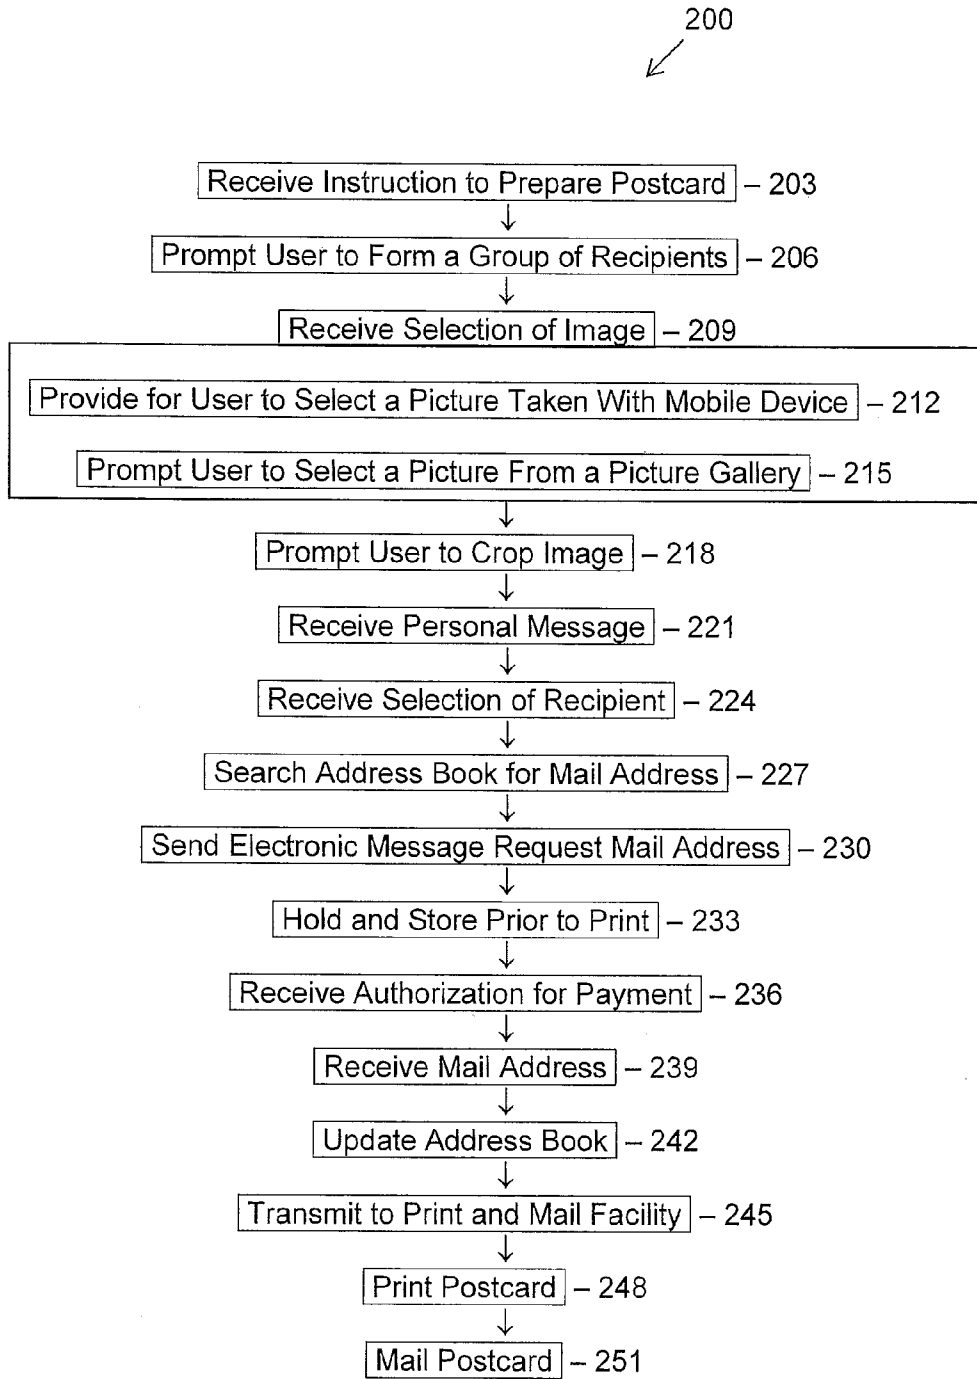 200
Receive Instruction to Prepare Postcard – 203
Prompt User to Form a Group of Recipients – 206
Receive Selection of Image – 209
Provide for User to Select a Picture Taken With Mobile Device – 212
Prompt User to Select a Picture From a Picture Gallery – 215
Prompt User to Crop Image – 218
Receive Personal Message – 221
Receive Selection of Recipient – 224
Search Address Book for Mail Address – 227
Send Electronic Message Request Mail Address – 230
Hold and Store Prior to Print – 233
Receive Authorization for Payment – 236
Receive Mail Address – 239
Update Address Book – 242
Transmit to Print and Mail Facility – 245
Print Postcard – 248
Mail Postcard – 251